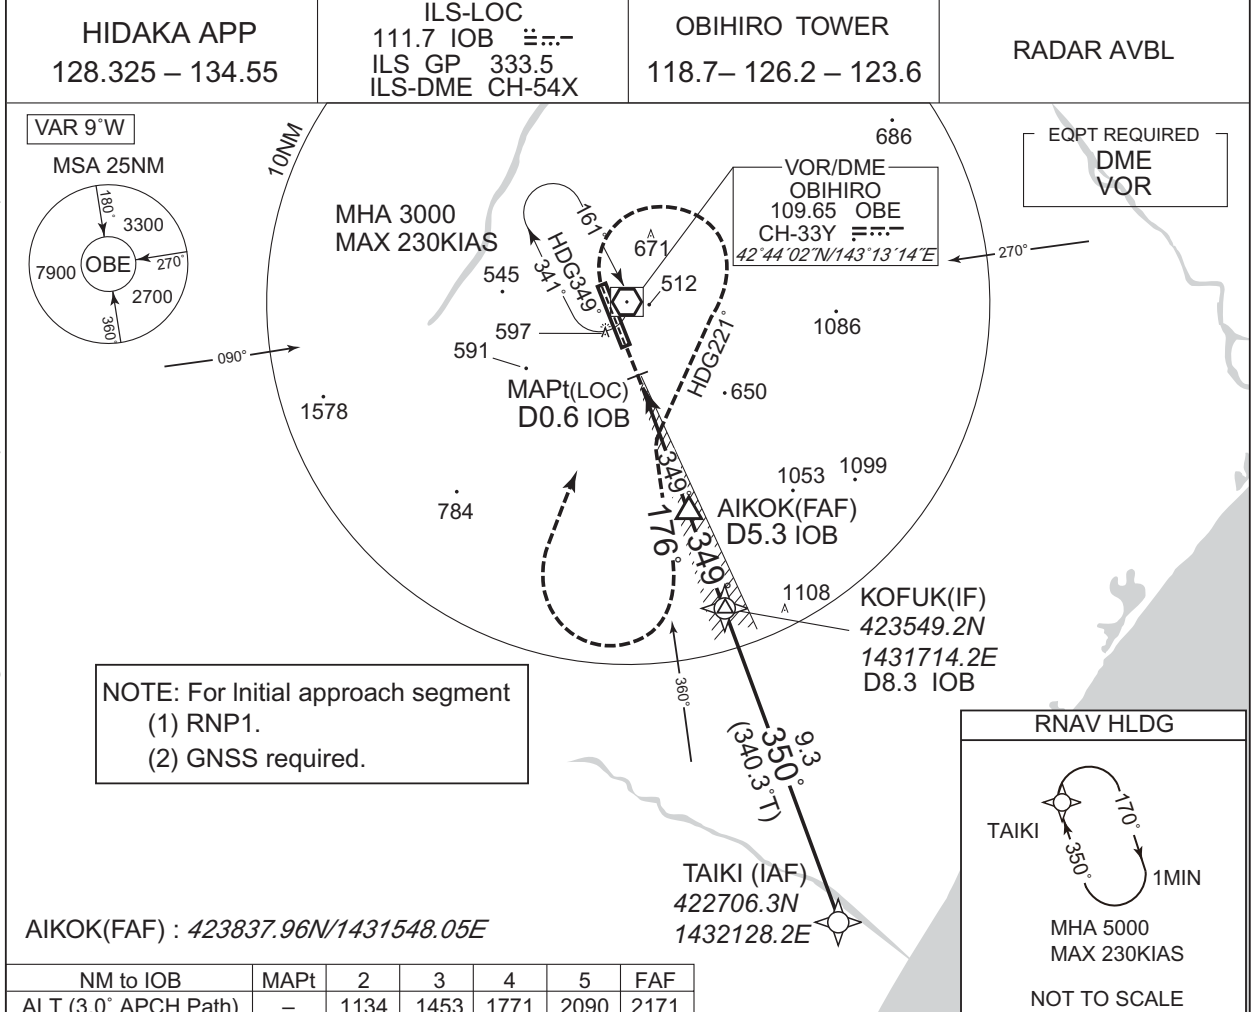 HIDAKA APP
128.325 – 134.55
ILS-LOC
111.7 IOB
ILS GP 333.5
ILS-DME CH-54X
OBIHIRO TOWER
118.7– 126.2 – 123.6
RADAR AVBL
VAR 9°W
MSA 25NM
180°
3300
OBE
270°
7900
2700
360°
10NM
686
EQPT REQUIRED
DME
VOR
VOR/DME
OBIHIRO
109.65 OBE
CH-33Y
42°44'02"N/143°13'14"E
MHA 3000
MAX 230KIAS
161°
HDG349°
341°
671
545
512
270°
597
591
1086
HDG221°
090°
MAPt(LOC)
D0.6 IOB
650
1578
349°
1053
1099
784
AIKOK(FAF)
D5.3 IOB
176°
349°
1108
KOFUK(IF)
423549.2N
1431714.2E
D8.3 IOB
360°
NOTE: For Initial approach segment
(1) RNP1.
(2) GNSS required.
9.3
350°
(340.3°T)
RNAV HLDG
TAIKI
170°
350°
1MIN
MHA 5000
MAX 230KIAS
NOT TO SCALE
TAIKI (IAF)
422706.3N
1432128.2E
AIKOK(FAF) : 423837.96N/1431548.05E
NM to IOB MAPt 2 3 4 5 FAF
ALT (3.0° APCH Path) – 1134 1453 1771 2090 2171